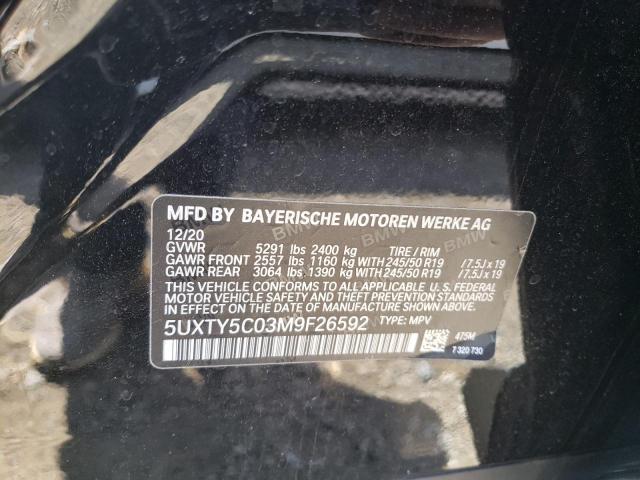 MFD BY BAYERISCHE MOTOREN WERKE AG
12/20
GVWR 5291 lbs 2400 kg TIRE / RIM
GAWR FRONT 2557 lbs 1160 kg WITH 245/50 R19 /7.5J x 19
GAWR REAR 3064 lbs 1390 kg WITH 245/50 R19 /7.5J x 19
THIS VEHICLE CONFORMS TO ALL APPLICABLE U. S. FEDERAL
MOTOR VEHICLE SAFETY, BUMPER, AND THEFT PREVENTION
STANDARDS IN EFFECT ON THE DATE OF MANUFACTURE SHOWN ABOVE.
5UXTY5C03M9F26592 TYPE: MPV
475M
7 320 730